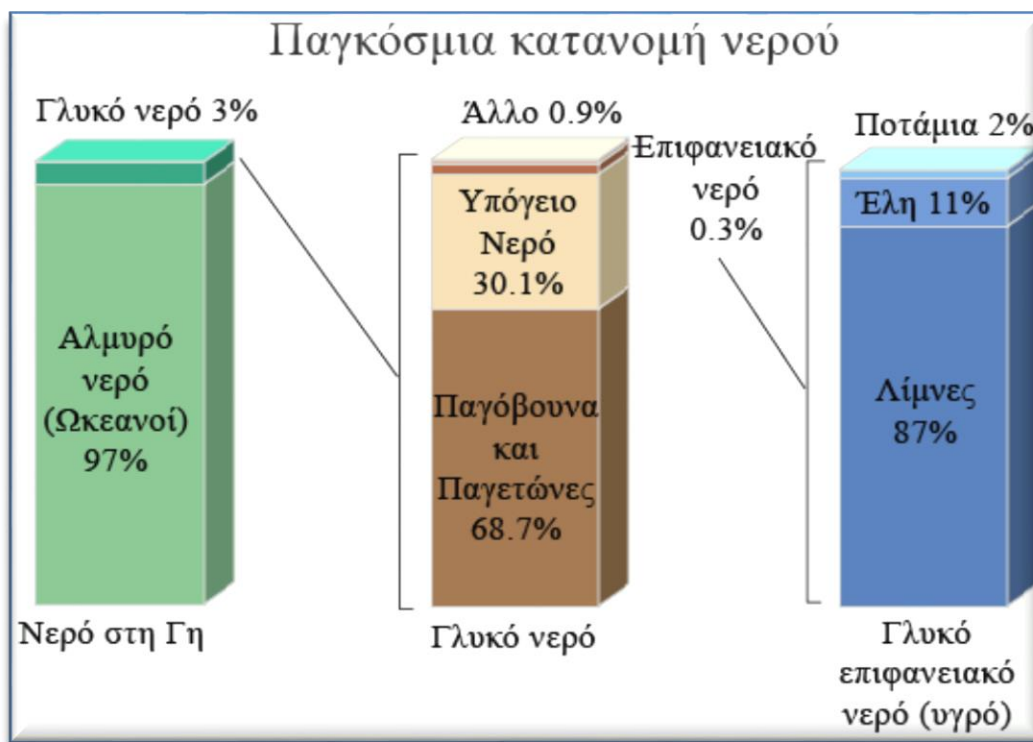 Παγκόσμια κατανομή νερού
Γλυκό νερό 3%
Αλμυρό
νερό
(Ωκεανοί)
97%
Νερό στη Γη
Άλλο 0.9%
Επιφανειακό
νερό
0.3%
Υπόγειο
Νερό
30.1%
Παγόβουνα
και
Παγετώνες
68.7%
Γλυκό νερό
Ποτάμια 2%
Έλη 11%
Λίμνες
87%
Γλυκό
επιφανειακό
νερό (υγρό)